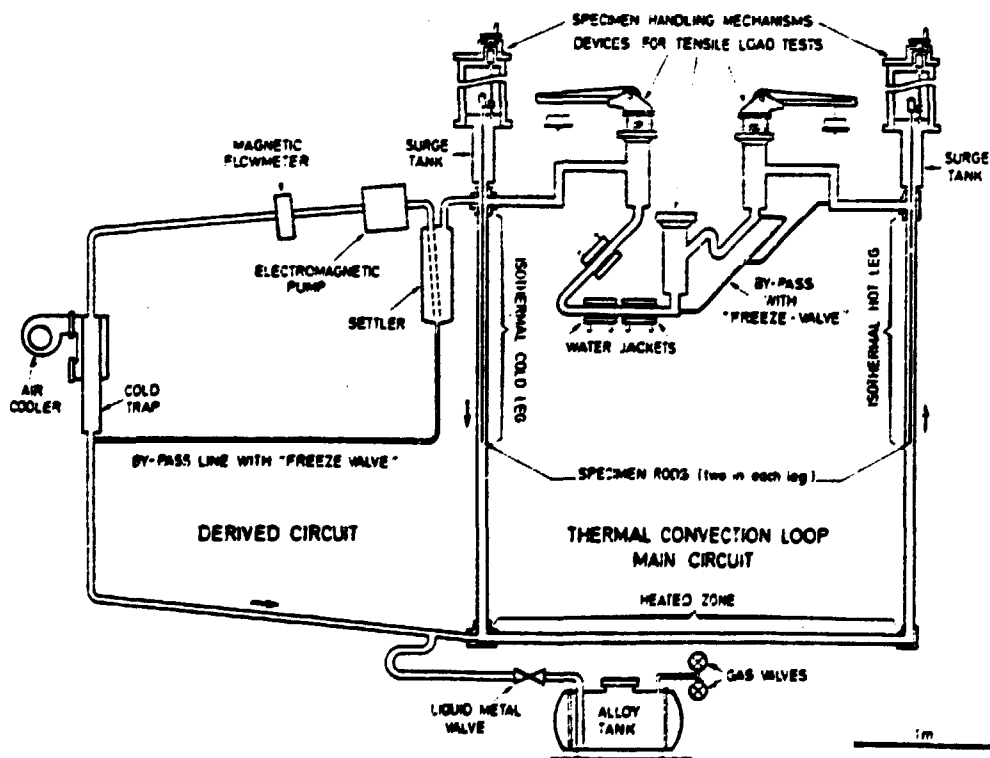 SPECIMEN HANDLING MECHANISMS
DEVICES FOR TENSILE LOAD TESTS
MAGNETIC
FLOWMETER
SURGE
TANK
SURGE
TANK
ELECTROMAGNETIC
PUMP
SETTLER
ISOTHERMAL COLD LEG
BY-PASS
WITH
"FREEZE-VALVE"
WATER JACKETS
ISOTHERMAL HOT LEG
AIR
COOLER
COLD
TRAP
BY-PASS LINE WITH "FREEZE VALVE"
SPECIMEN RODS (two in each leg)
DERIVED CIRCUIT
THERMAL CONVECTION LOOP
MAIN CIRCUIT
HEATED ZONE
LIQUID METAL
VALVE
ALLOY
TANK
GAS VALVES
1m